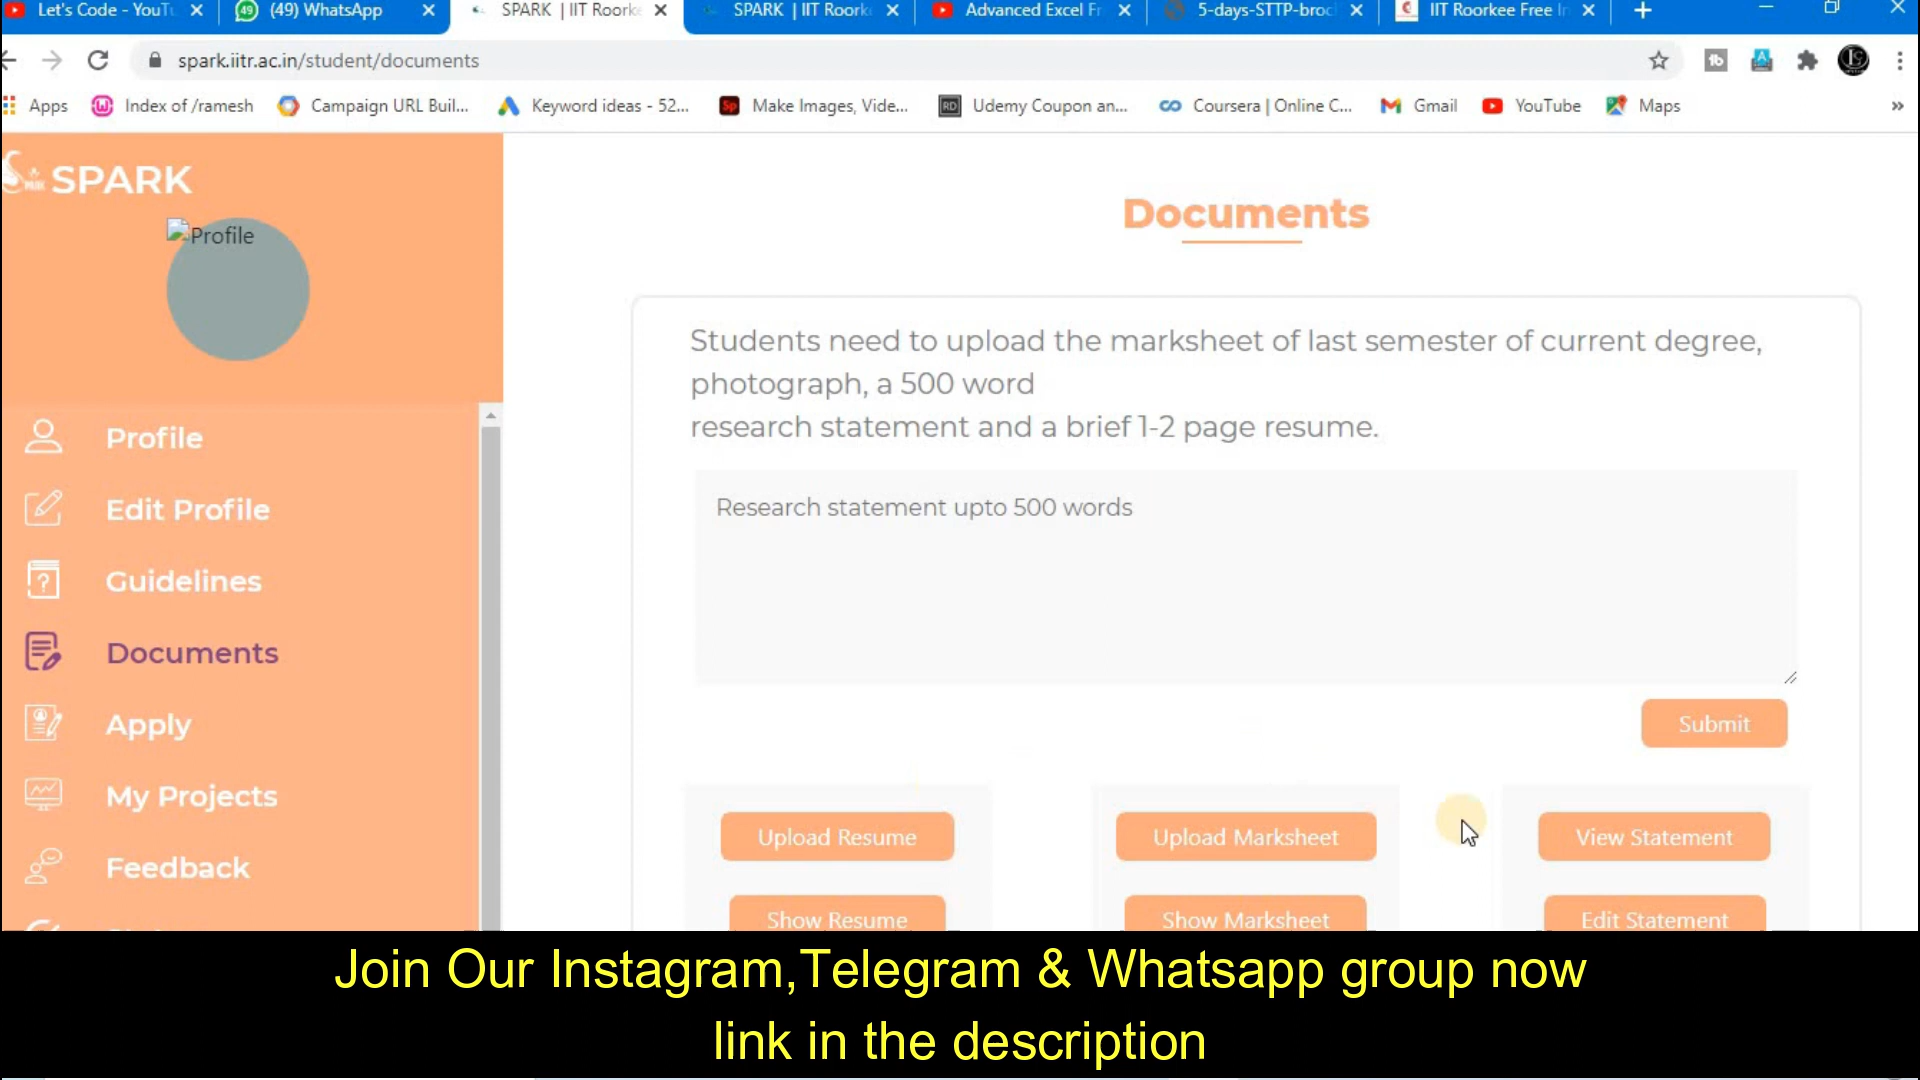 Let's Code - YouTu
(49) WhatsApp
SPARK | IIT Roorke
SPARK | IIT Roorke
Advanced Excel Fr
5-days-STTP-broc
IIT Roorkee Free In
spark.iitr.ac.in/student/documents
Apps
Index of /ramesh
Campaign URL Buil...
Keyword ideas - 52...
Make Images, Vide...
Udemy Coupon an...
Coursera | Online C...
Gmail
YouTube
Maps
»
SPARK
Profile
Profile
Edit Profile
Guidelines
Documents
Apply
My Projects
Feedback
Documents
Students need to upload the marksheet of last semester of current degree,
photograph, a 500 word
research statement and a brief 1-2 page resume.
Research statement upto 500 words
Submit
Upload Resume
Upload Marksheet
View Statement
Show Resume
Show Marksheet
Edit Statement
Join Our Instagram,Telegram & Whatsapp group now
link in the description